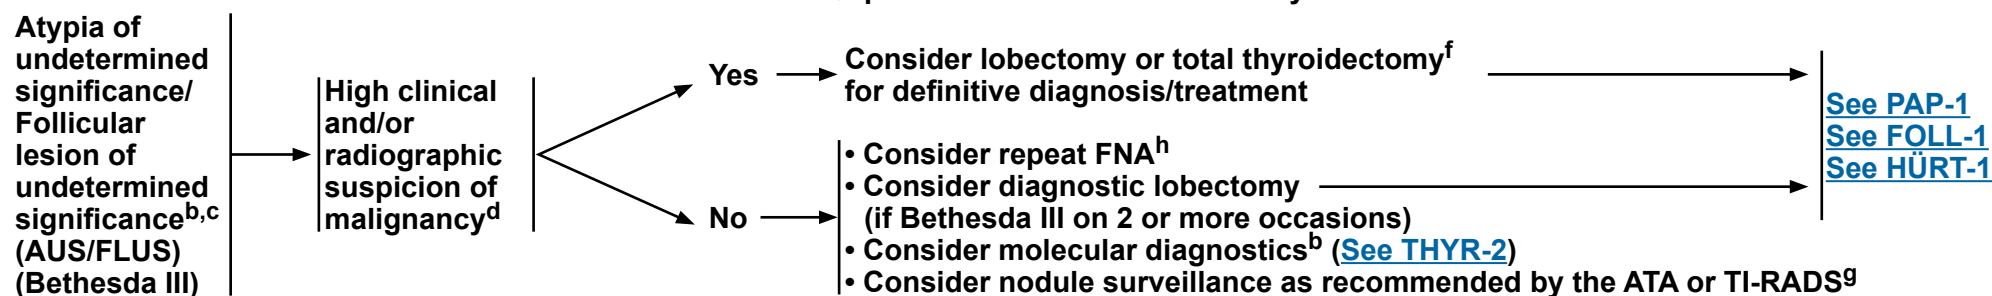 Atypia of
undetermined
significance/
Follicular
lesion of
undetermined
significanceb,c
(AUS/FLUS)
(Bethesda III)
High clinical
and/or
radiographic
suspicion of
malignancyd
Yes
Consider lobectomy or total thyroidectomyf
for definitive diagnosis/treatment
No
• Consider repeat FNAh
• Consider diagnostic lobectomy
(if Bethesda III on 2 or more occasions)
• Consider molecular diagnosticsb (See THYR-2)
• Consider nodule surveillance as recommended by the ATA or TI-RADSg
See PAP-1
See FOLL-1
See HÜRT-1